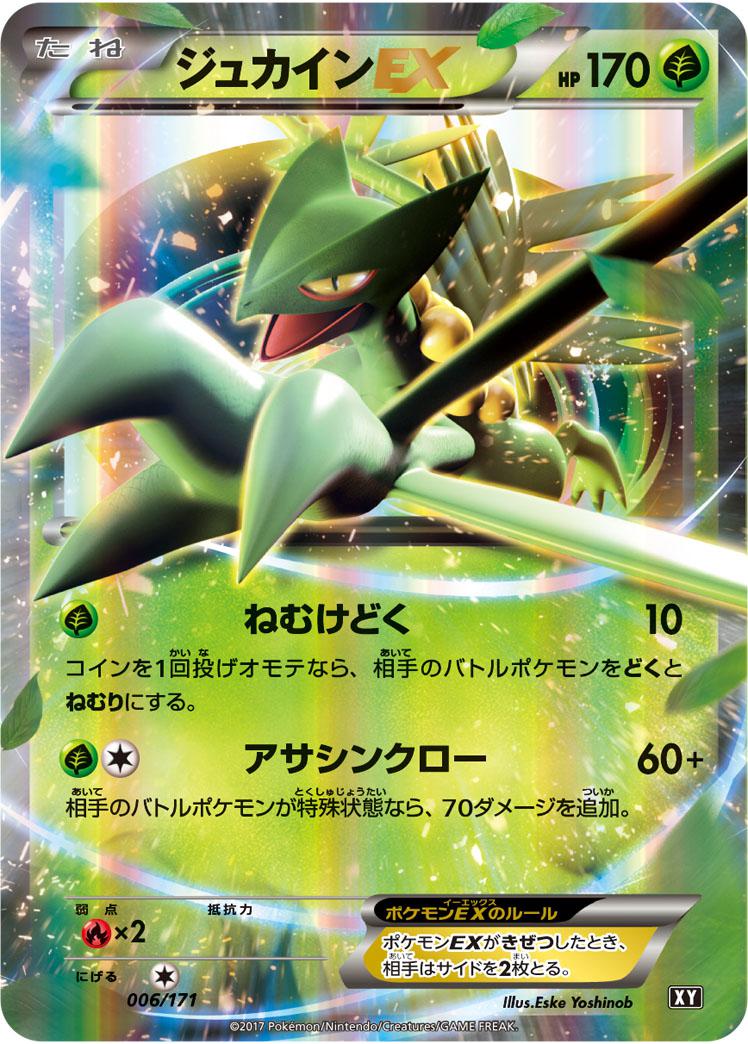 たね ジュカインEX HP 170
ねむけどく 10
コインを1回投げオモテなら、相手のバトルポケモンをどくと
ねむりにする。
アサシンクロー 60+
相手のバトルポケモンが特殊状態なら、70ダメージを追加。
弱点 抵抗力
×2
にげる
006/171
ポケモンEXのルール
ポケモンEXがきぜつしたとき、
相手はサイドを2枚とる。
Illus.Eske Yoshinob
XY
©2017 Pokémon/Nintendo/Creatures/GAME FREAK.